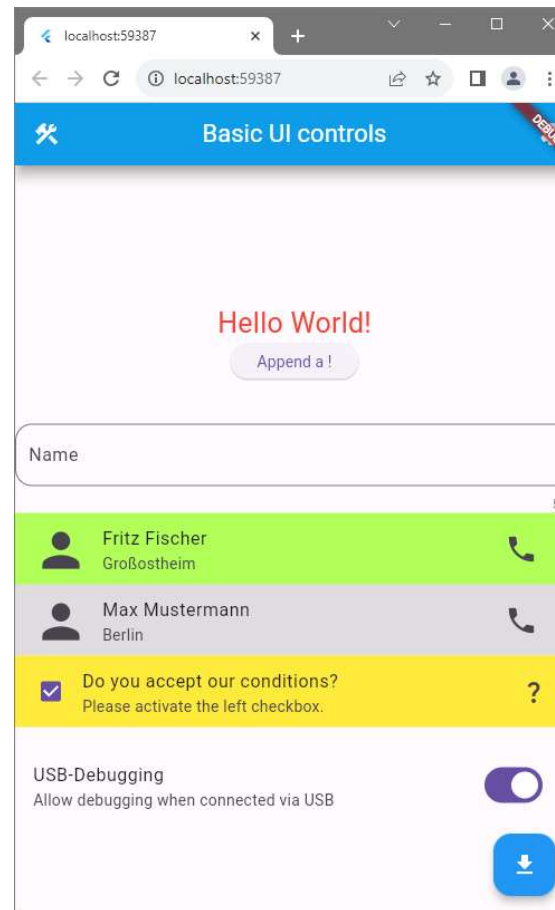 localhost:59387
localhost:59387
Basic UI controls
Hello World!
Append a !
Name
Fritz Fischer
Großostheim
Max Mustermann
Berlin
Do you accept our conditions?
?
Please activate the left checkbox.
USB-Debugging
Allow debugging when connected via USB